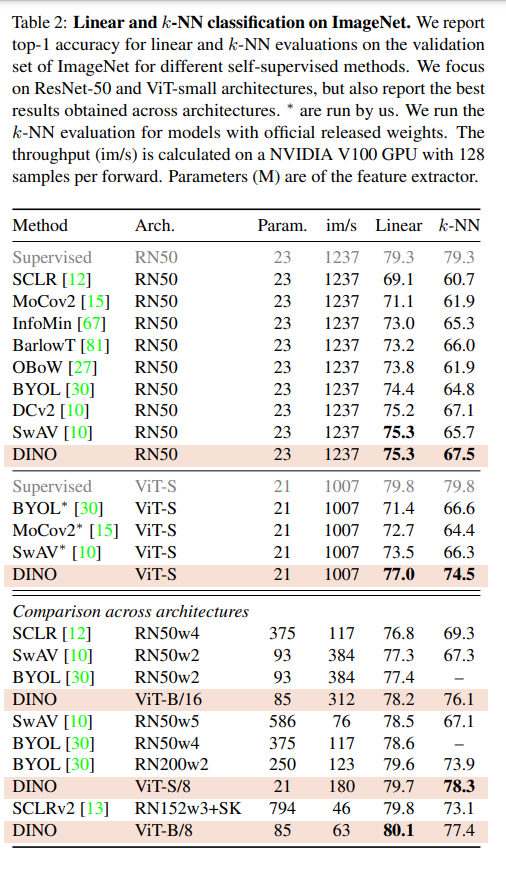 Table 2: Linear and k-NN classification on ImageNet. We report
top-1 accuracy for linear and k-NN evaluations on the validation
set of ImageNet for different self-supervised methods. We focus
on ResNet-50 and ViT-small architectures, but also report the best
results obtained across architectures. * are run by us. We run the
k-NN evaluation for models with official released weights. The
throughput (im/s) is calculated on a NVIDIA V100 GPU with 128
samples per forward. Parameters (M) are of the feature extractor.
Method Arch. Param. im/s Linear k-NN
Supervised RN50 23 1237 79.3 79.3
SCLR [12] RN50 23 1237 69.1 60.7
MoCov2 [15] RN50 23 1237 71.1 61.9
InfoMin [67] RN50 23 1237 73.0 65.3
BarlowT [81] RN50 23 1237 73.2 66.0
OBoW [27] RN50 23 1237 73.8 61.9
BYOL [30] RN50 23 1237 74.4 64.8
DCv2 [10] RN50 23 1237 75.2 67.1
SwAV [10] RN50 23 1237 75.3 65.7
DINO RN50 23 1237 75.3 67.5
Supervised ViT-S 21 1007 79.8 79.8
BYOL* [30] ViT-S 21 1007 71.4 66.6
MoCov2* [15] ViT-S 21 1007 72.7 64.4
SwAV* [10] ViT-S 21 1007 73.5 66.3
DINO ViT-S 21 1007 77.0 74.5
Comparison across architectures
SCLR [12] RN50w4 375 117 76.8 69.3
SwAV [10] RN50w2 93 384 77.3 67.3
BYOL [30] RN50w2 93 384 77.4 –
DINO ViT-B/16 85 312 78.2 76.1
SwAV [10] RN50w5 586 76 78.5 67.1
BYOL [30] RN50w4 375 117 78.6 –
BYOL [30] RN200w2 250 123 79.6 73.9
DINO ViT-S/8 21 180 79.7 78.3
SCLRv2 [13] RN152w3+SK 794 46 79.8 73.1
DINO ViT-B/8 85 63 80.1 77.4